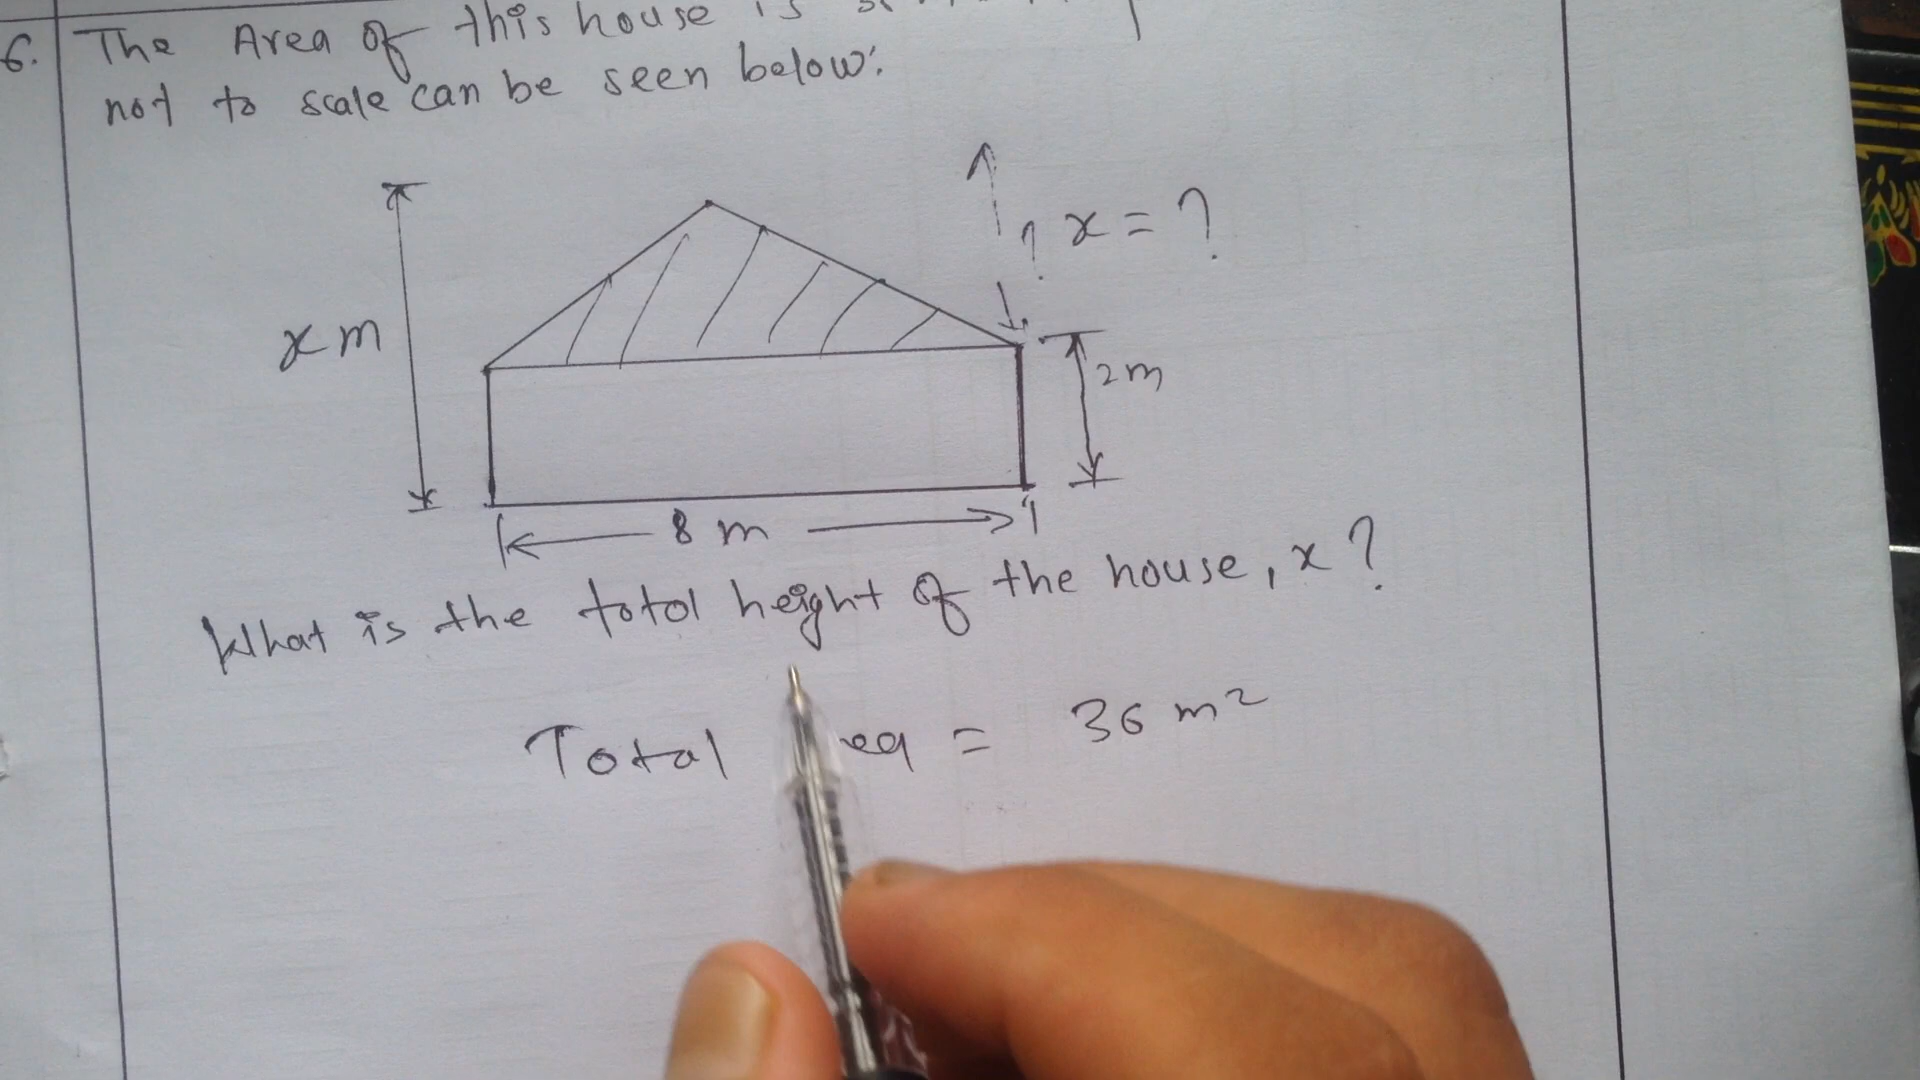 6. The Area of this house is
not to scale can be seen below:
x m
? x = ?
2m
8 m
What is the total height of the house, x ?
Total = 36 m²